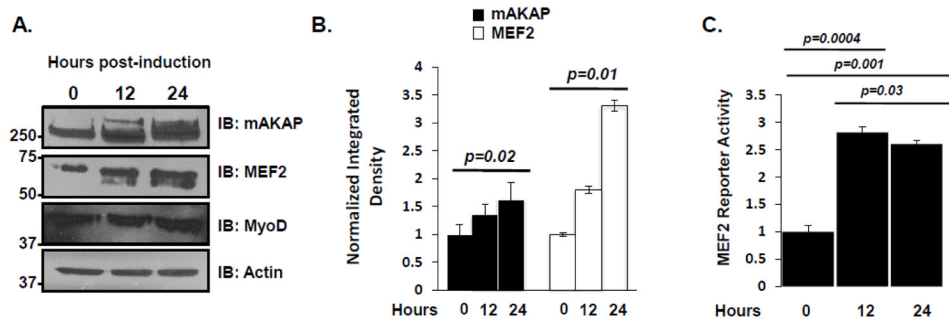 A.
Hours post-induction
0 12 24
250
IB: mAKAP
75
IB: MEF2
50
IB: MyoD
37
IB: Actin
37
B.
mAKAP
MEF2
Normalized Integrated
Density
4
3.5
3
2.5
2
1.5
1
0.5
0
p=0.02
p=0.01
Hours 0 12 24 0 12 24
C.
p=0.0004
p=0.001
p=0.03
MEF2 Reporter Activity
3.5
3
2.5
2
1.5
1
0.5
0
Hours 0 12 24